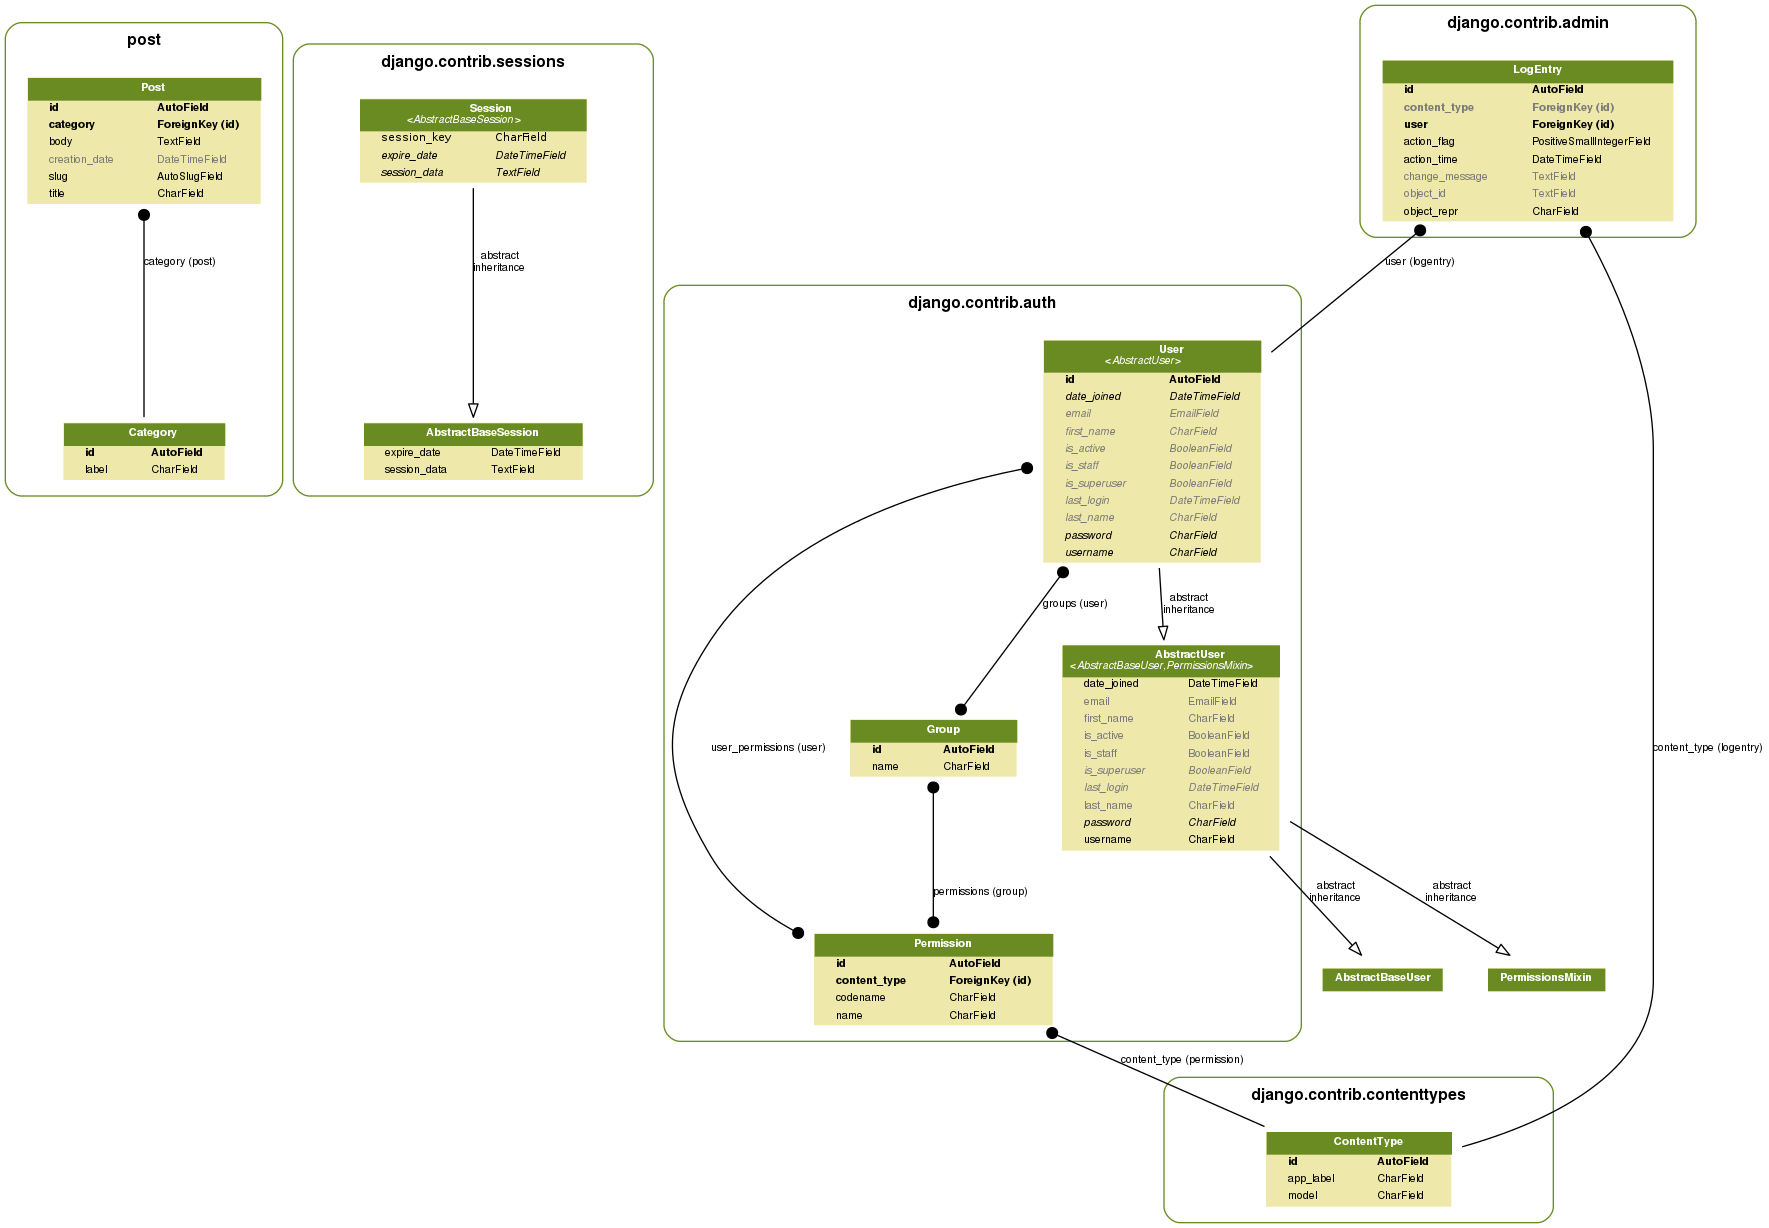 post
Post
id AutoField
category ForeignKey (id)
body TextField
creation_date DateTimeField
slug AutoSlugField
title CharField
category (post)
Category
id AutoField
label CharField
django.contrib.sessions
Session
<AbstractBaseSession>
session_key CharField
expire_date DateTimeField
session_data TextField
abstract
inheritance
AbstractBaseSession
expire_date DateTimeField
session_data TextField
django.contrib.admin
LogEntry
id AutoField
content_type ForeignKey (id)
user ForeignKey (id)
action_flag PositiveSmallIntegerField
action_time DateTimeField
change_message TextField
object_id TextField
object_repr CharField
user (logentry)
django.contrib.auth
User
<AbstractUser>
id AutoField
date_joined DateTimeField
email EmailField
first_name CharField
is_active BooleanField
is_staff BooleanField
is_superuser BooleanField
last_login DateTimeField
last_name CharField
password CharField
username CharField
groups (user)
abstract
inheritance
AbstractUser
<AbstractBaseUser,PermissionsMixin>
date_joined DateTimeField
email EmailField
first_name CharField
is_active BooleanField
is_staff BooleanField
is_superuser BooleanField
last_login DateTimeField
last_name CharField
password CharField
username CharField
user_permissions (user)
Group
id AutoField
name CharField
content_type (logentry)
permissions (group)
abstract
inheritance
abstract
inheritance
Permission
id AutoField
content_type ForeignKey (id)
codename CharField
name CharField
AbstractBaseUser
PermissionsMixin
content_type (permission)
django.contrib.contenttypes
ContentType
id AutoField
app_label CharField
model CharField